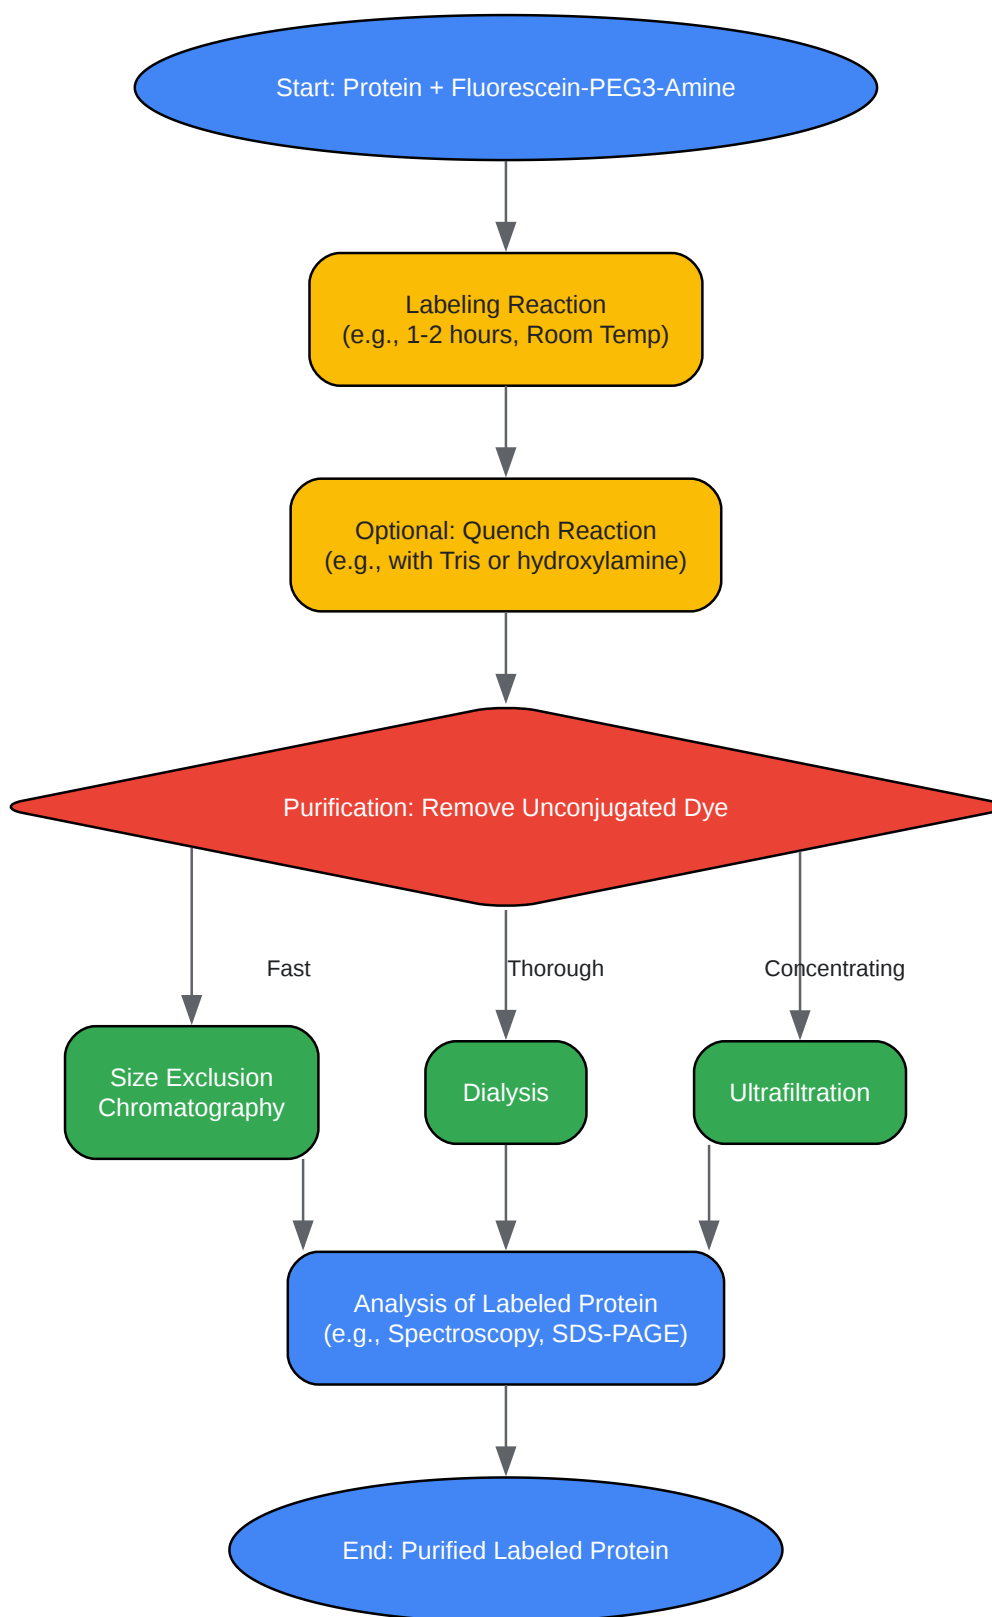 Start: Protein + Fluorescein-PEG3-Amine
Labeling Reaction
(e.g., 1-2 hours, Room Temp)
Optional: Quench Reaction
(e.g., with Tris or hydroxylamine)
Purification: Remove Unconjugated Dye
Fast
Thorough
Concentrating
Size Exclusion
Chromatography
Dialysis
Ultrafiltration
Analysis of Labeled Protein
(e.g., Spectroscopy, SDS-PAGE)
End: Purified Labeled Protein